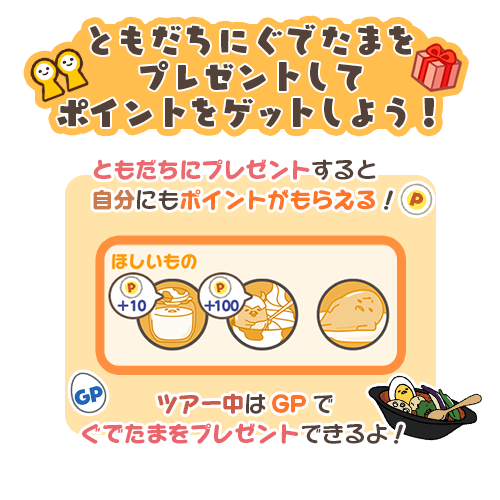 ともだちにぐでたまを
プレゼントして
ポイントをゲットしよう！
ともだちにプレゼントすると
自分にもポイントがもらえる！ P
ほしいもの
P
+10
P
+100
GP
ツアー中は GP で
ぐでたまをプレゼントできるよ！